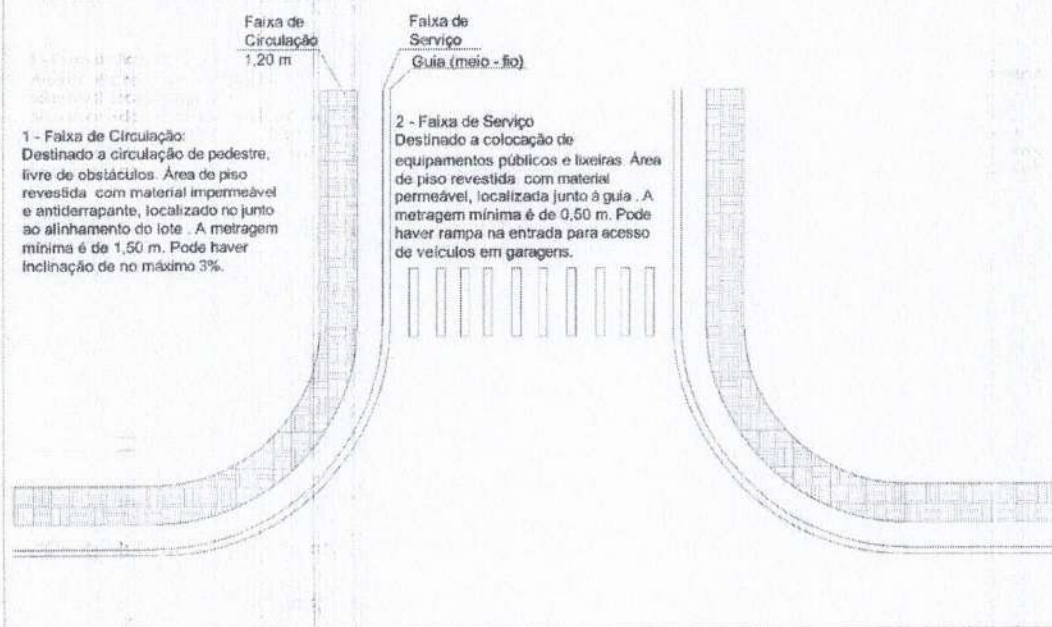 Faixa de
Circulação
1,20 m
Faixa de
Serviço
Guia (meio - fio)
1 - Faixa de Circulação:
Destinado a circulação de pedestre,
livre de obstáculos. Área de piso
revestida com material impermeável
e antiderrapante, localizado no junto
ao alinhamento do lote . A metragem
mínima é de 1,50 m. Pode haver
inclinação de no máximo 3%.
2 - Faixa de Serviço
Destinado a colocação de
equipamentos públicos e lixeiras. Área
de piso revestida com material
permeável, localizada junto à guia . A
metragem mínima é de 0,50 m. Pode
haver rampa na entrada para acesso
de veículos em garagens.